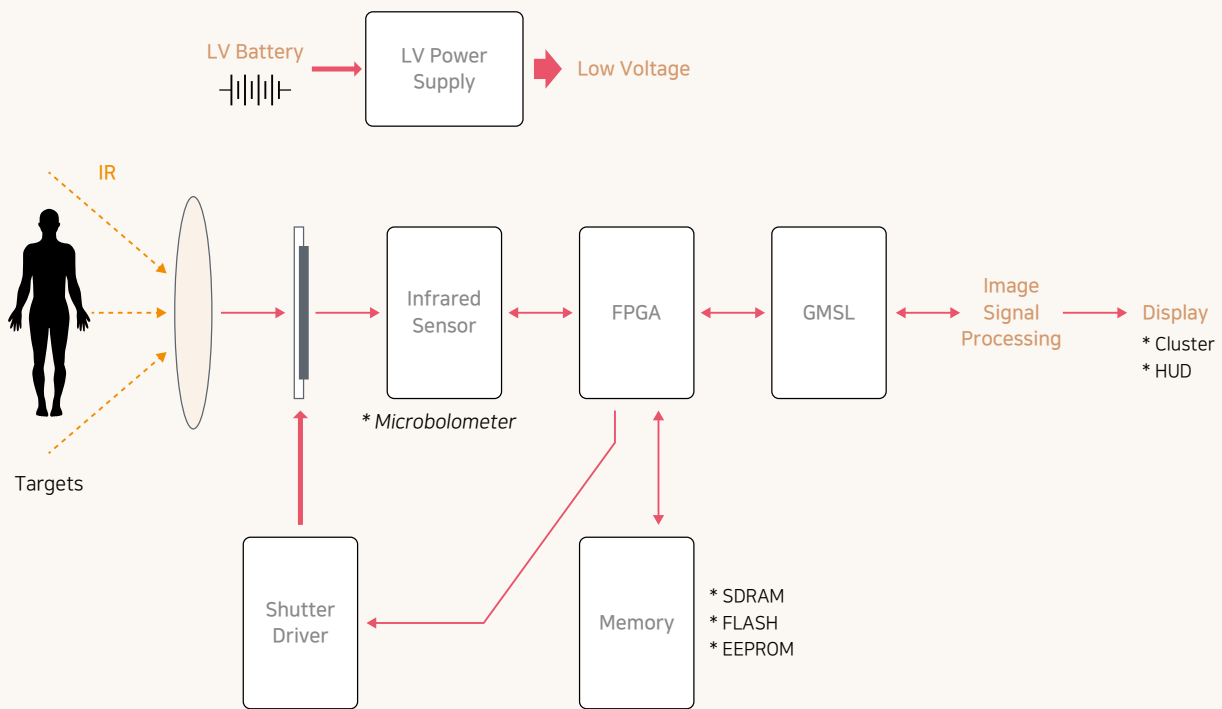 LV Battery
LV Power
Supply
Low Voltage
IR
Targets
Infrared
Sensor
* Microbolometer
FPGA
GMSL
Image
Signal
Processing
Display
* Cluster
* HUD
Shutter
Driver
Memory
* SDRAM
* FLASH
* EEPROM